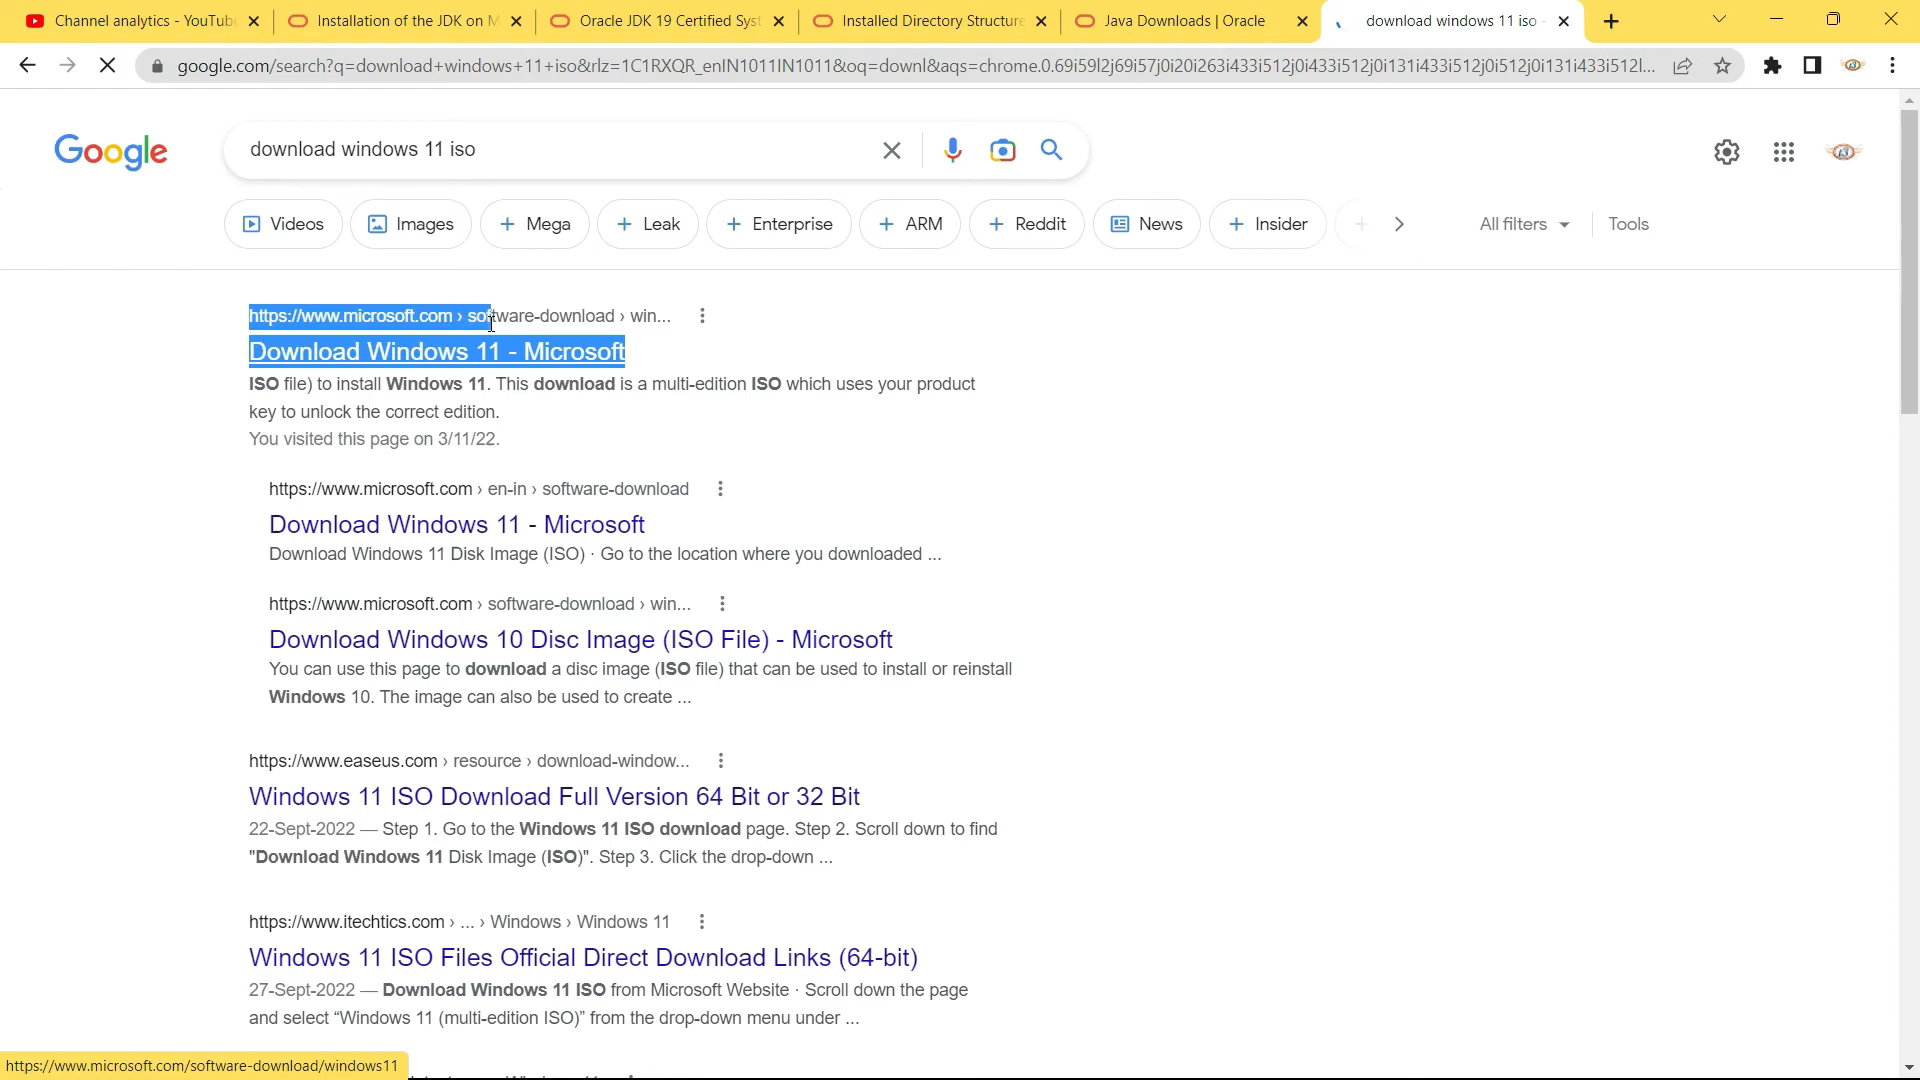 Channel analytics - YouTub
Installation of the JDK on M
Oracle JDK 19 Certified Syst
Installed Directory Structure
Java Downloads | Oracle
download windows 11 iso -
google.com/search?q=download+windows+11+iso&rlz=1C1RXQR_enIN1011IN1011&oq=downl&aqs=chrome.0.69i59l2j69i57j0i20i263i433i512j0i433i512j0i131i433i512j0i512j0i131i433i512l...
Google
download windows 11 iso
Videos
Images
Mega
Leak
Enterprise
ARM
Reddit
News
Insider
All filters
Tools
https://www.microsoft.com › software-download › win...
Download Windows 11 - Microsoft
ISO file) to install Windows 11. This download is a multi-edition ISO which uses your product
key to unlock the correct edition.
You visited this page on 3/11/22.
https://www.microsoft.com › en-in › software-download
Download Windows 11 - Microsoft
Download Windows 11 Disk Image (ISO) · Go to the location where you downloaded ...
https://www.microsoft.com › software-download › win...
Download Windows 10 Disc Image (ISO File) - Microsoft
You can use this page to download a disc image (ISO file) that can be used to install or reinstall
Windows 10. The image can also be used to create ...
https://www.easeus.com › resource › download-window...
Windows 11 ISO Download Full Version 64 Bit or 32 Bit
22-Sept-2022 — Step 1. Go to the Windows 11 ISO download page. Step 2. Scroll down to find
"Download Windows 11 Disk Image (ISO)". Step 3. Click the drop-down ...
https://www.itechtics.com › ... › Windows › Windows 11
Windows 11 ISO Files Official Direct Download Links (64-bit)
27-Sept-2022 — Download Windows 11 ISO from Microsoft Website · Scroll down the page
and select “Windows 11 (multi-edition ISO)” from the drop-down menu under ...
https://www.microsoft.com/software-download/windows11